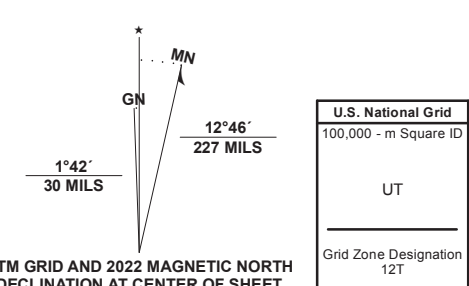 ★
MN
GN
12°46´
227 MILS
1°42´
30 MILS
TM GRID AND 2022 MAGNETIC NORTH
DECLINATION AT CENTER OF SHEET
U.S. National Grid
100,000 - m Square ID
UT
Grid Zone Designation
12T